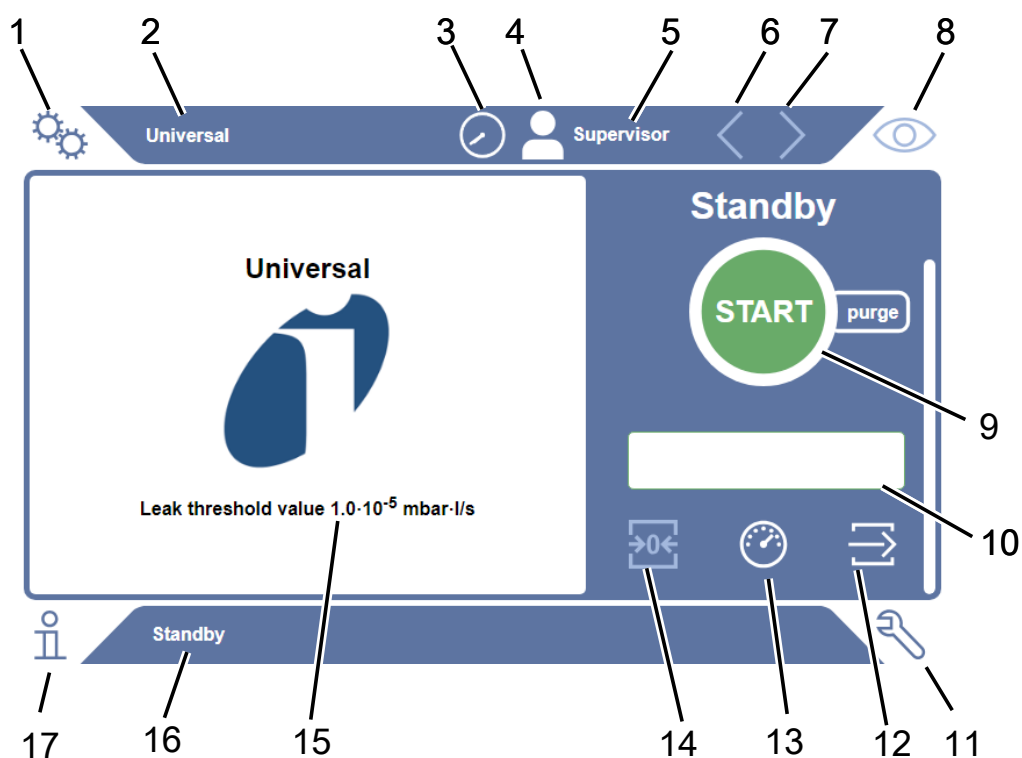 1 2 3 4 5 6 7 8
Universal
Supervisor
Standby
START
purge
Universal
Leak threshold value 1.0·10⁻⁵ mbar·l/s
9
→0←
10
Standby
17 16 15 14 13 12 11